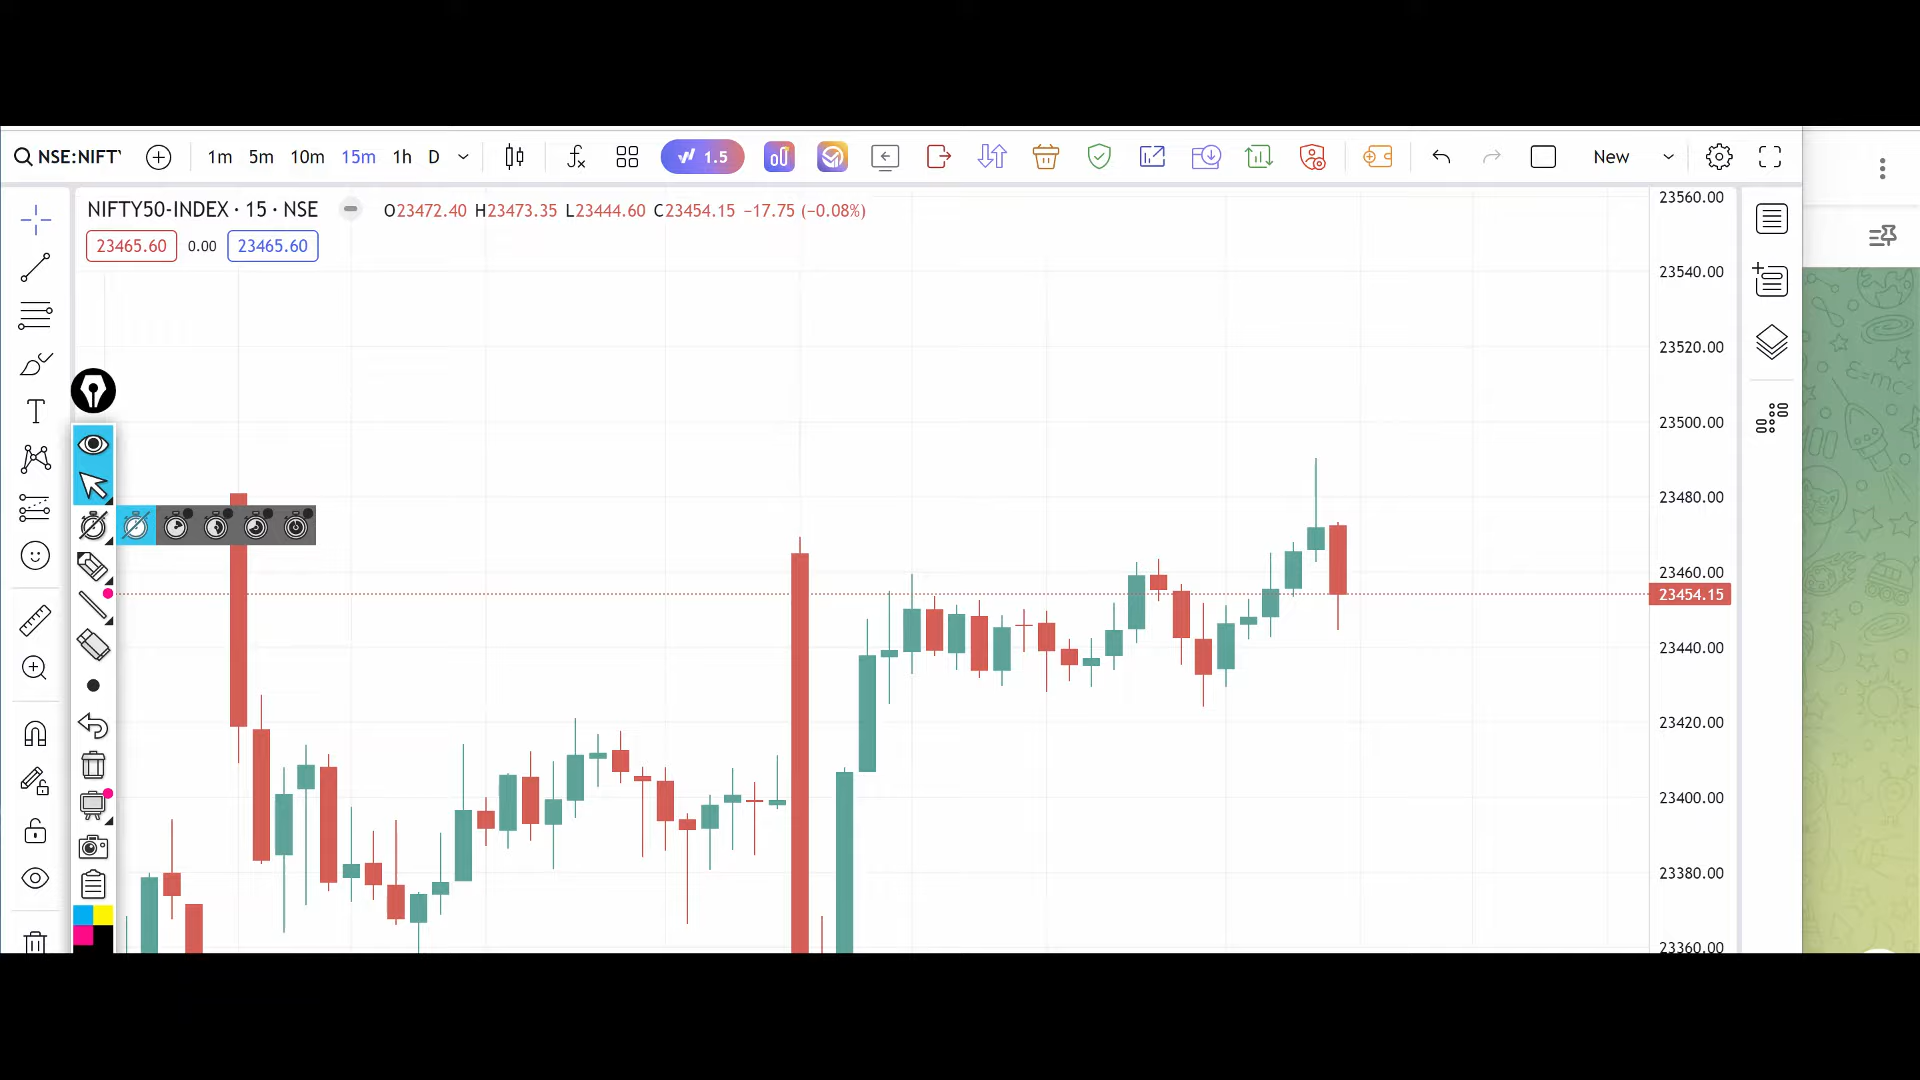 NSE:NIFT
1m 5m 10m 15m 1h D
1.5
New
NIFTY50-INDEX · 15 · NSE
O23472.40 H23473.35 L23444.60 C23454.15 −17.75 (−0.08%)
23465.60 0.00 23465.60
23560.00
23540.00
23520.00
23500.00
23480.00
23460.00
23454.15
23440.00
23420.00
23400.00
23380.00
23360.00